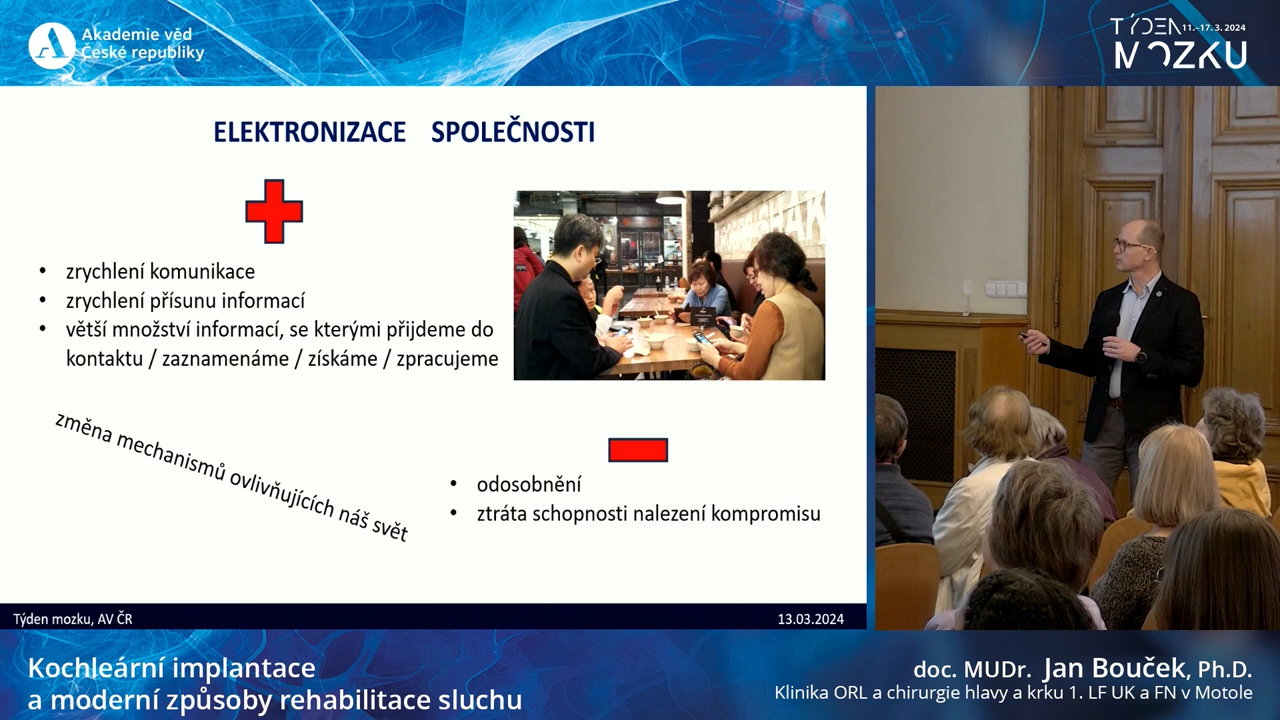 Akademie věd
České republiky
TÝDEN 11.–17. 3. 2024
MOZKU
ELEKTRONIZACE SPOLEČNOSTI
• zrychlení komunikace
• zrychlení přísunu informací
• větší množství informací, se kterými přijdeme do
kontaktu / zaznamenáme / získáme / zpracujeme
změna mechanismů ovlivňujících náš svět
• odosobnění
• ztráta schopnosti nalezení kompromisu
Týden mozku, AV ČR
13.03.2024
Kochleární implantace
a moderní způsoby rehabilitace sluchu
doc. MUDr. Jan Bouček, Ph.D.
Klinika ORL a chirurgie hlavy a krku 1. LF UK a FN v Motole